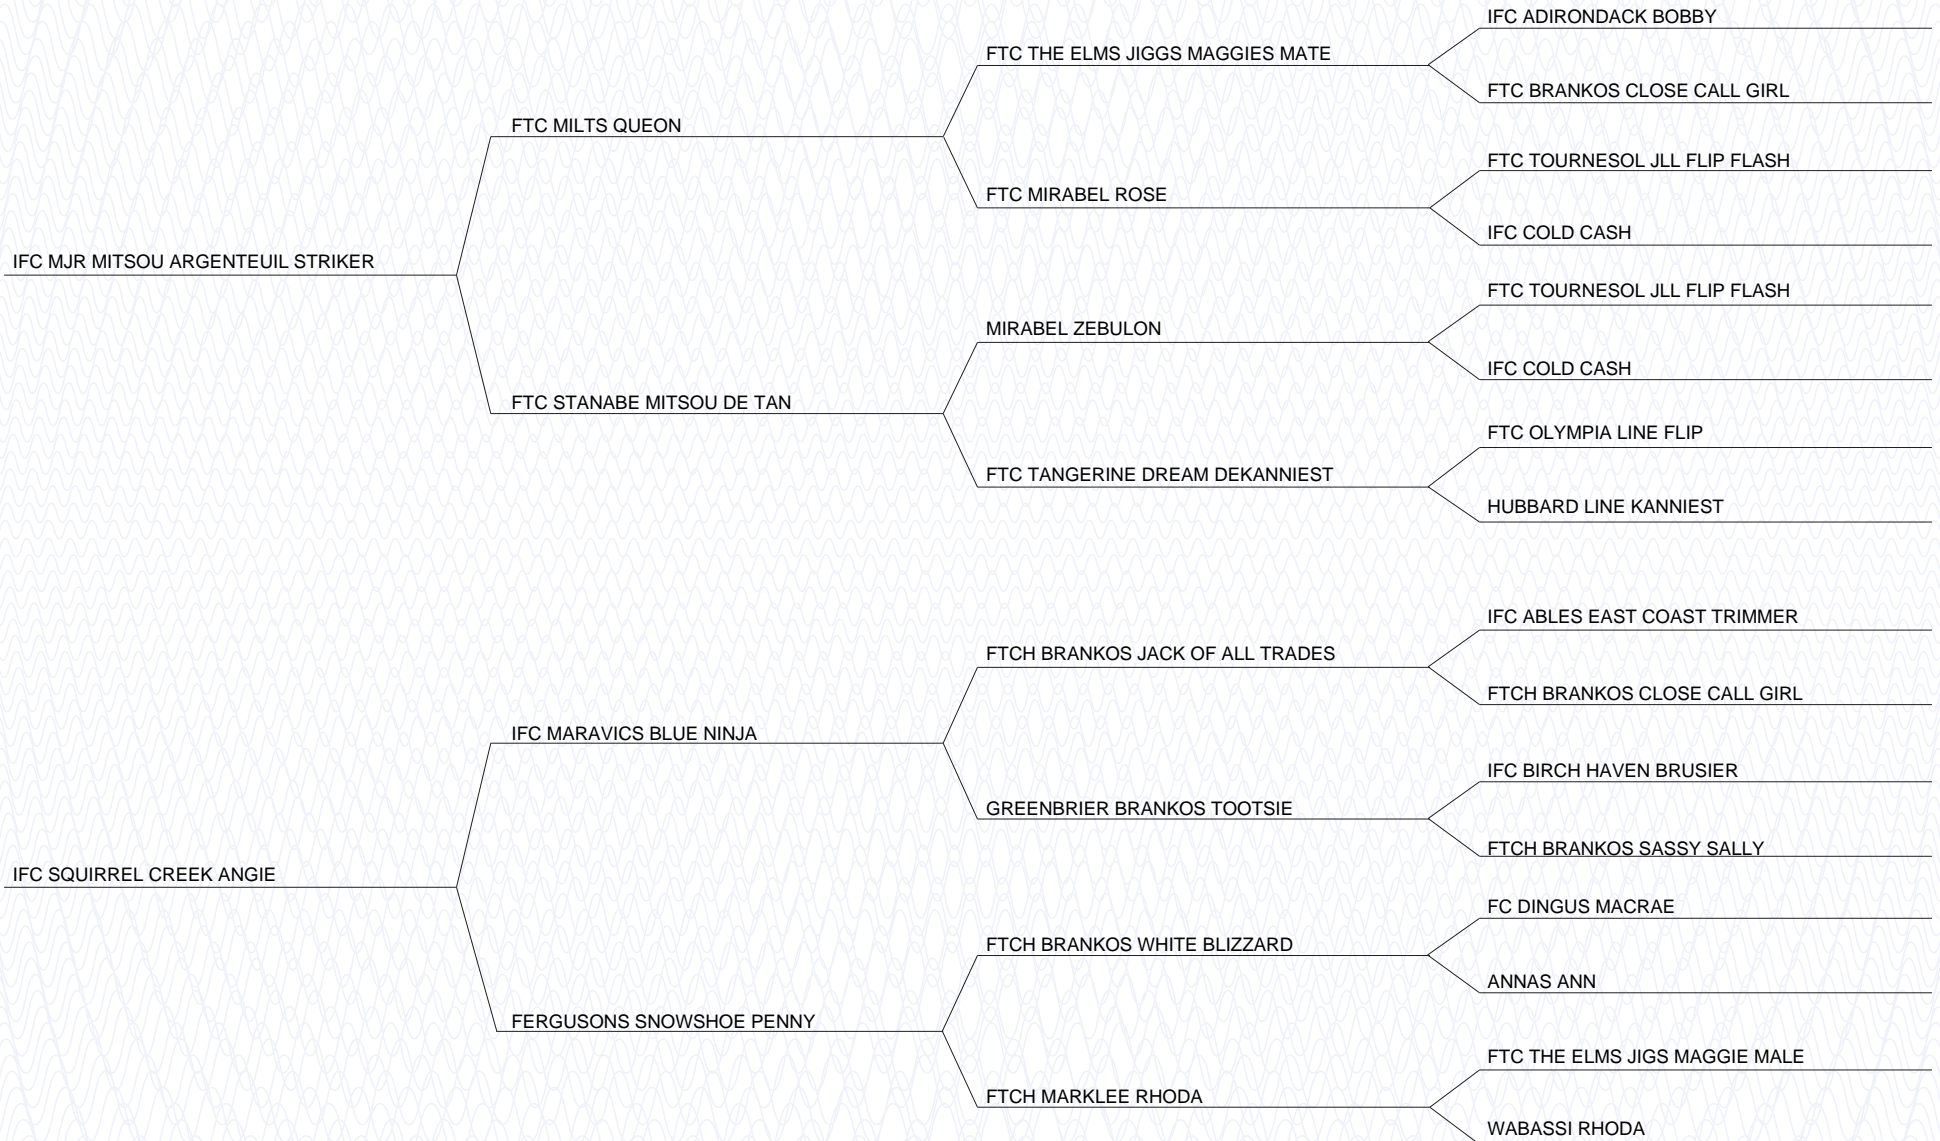 IFC ADIRONDACK BOBBY
FTC THE ELMS JIGGS MAGGIES MATE
FTC BRANKOS CLOSE CALL GIRL
FTC MILTS QUEON
FTC TOURNESOL JLL FLIP FLASH
FTC MIRABEL ROSE
IFC COLD CASH
IFC MJR MITSOU ARGENTEUIL STRIKER
FTC TOURNESOL JLL FLIP FLASH
MIRABEL ZEBULON
IFC COLD CASH
FTC STANABE MITSOU DE TAN
FTC OLYMPIA LINE FLIP
FTC TANGERINE DREAM DEKANNIEST
HUBBARD LINE KANNIEST
IFC ABLES EAST COAST TRIMMER
FTCH BRANKOS JACK OF ALL TRADES
FTCH BRANKOS CLOSE CALL GIRL
IFC MARAVICS BLUE NINJA
IFC BIRCH HAVEN BRUSIER
GREENBRIER BRANKOS TOOTSIE
FTCH BRANKOS SASSY SALLY
IFC SQUIRREL CREEK ANGIE
FC DINGUS MACRAE
FTCH BRANKOS WHITE BLIZZARD
ANNAS ANN
FERGUSONS SNOWSHOE PENNY
FTC THE ELMS JIGS MAGGIE MALE
FTCH MARKLEE RHODA
WABASSI RHODA